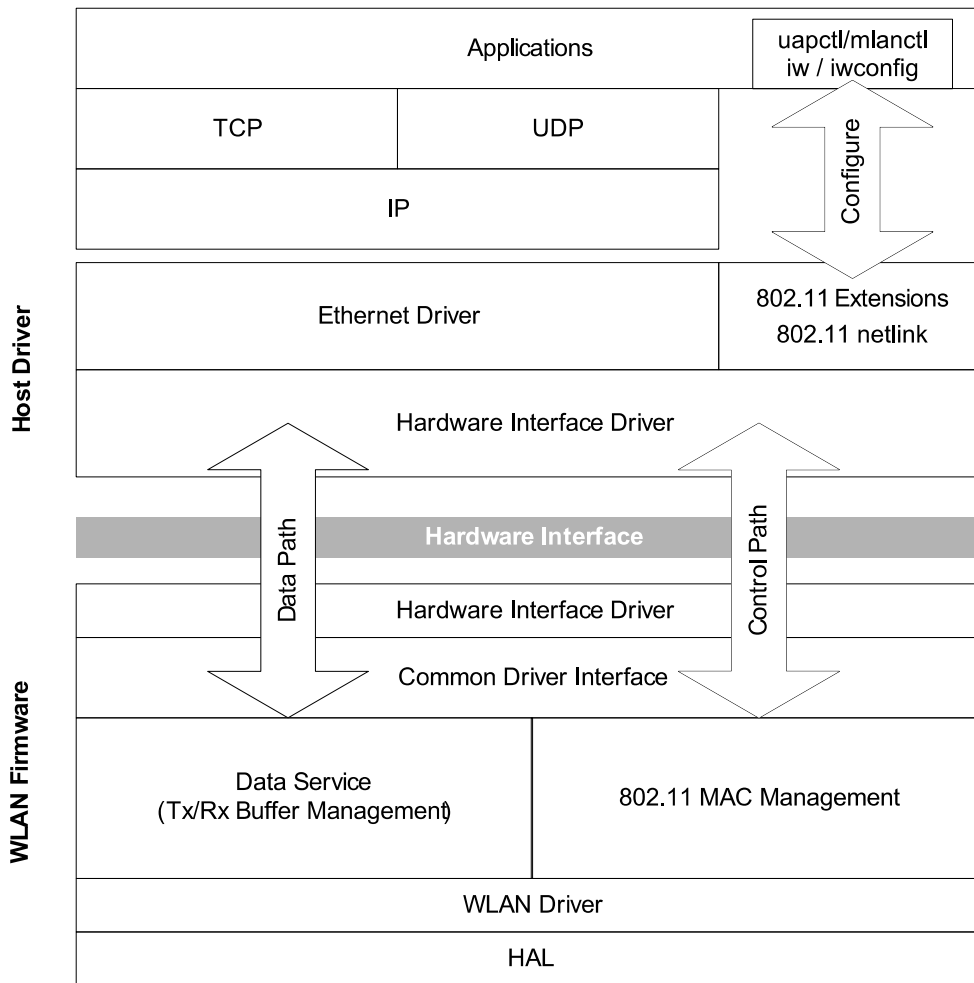 Applications
uapctl/mlanctl
iw / iwconfig
TCP
UDP
Configure
IP
Host Driver
Ethernet Driver
802.11 Extensions
802.11 netlink
Hardware Interface Driver
Data Path
Control Path
Hardware Interface
Hardware Interface Driver
WLAN Firmware
Common Driver Interface
Data Service
(Tx/Rx Buffer Management)
802.11 MAC Management
WLAN Driver
HAL